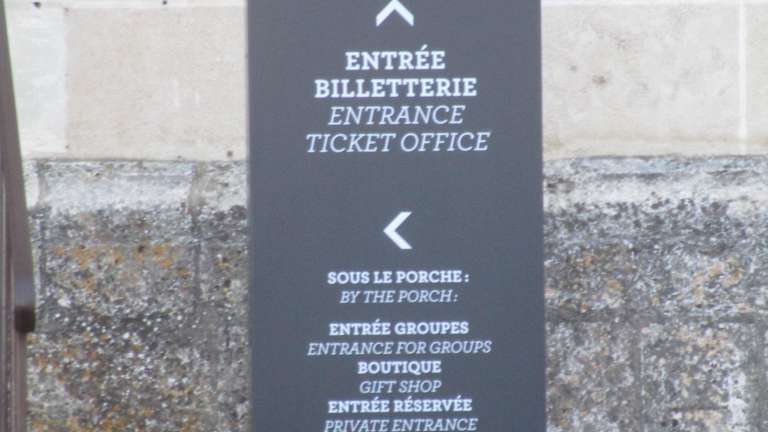 ENTRÉE
BILLETTERIE
ENTRANCE
TICKET OFFICE
SOUS LE PORCHE :
BY THE PORCH :
ENTRÉE GROUPES
ENTRANCE FOR GROUPS
BOUTIQUE
GIFT SHOP
ENTRÉE RÉSERVÉE
PRIVATE ENTRANCE